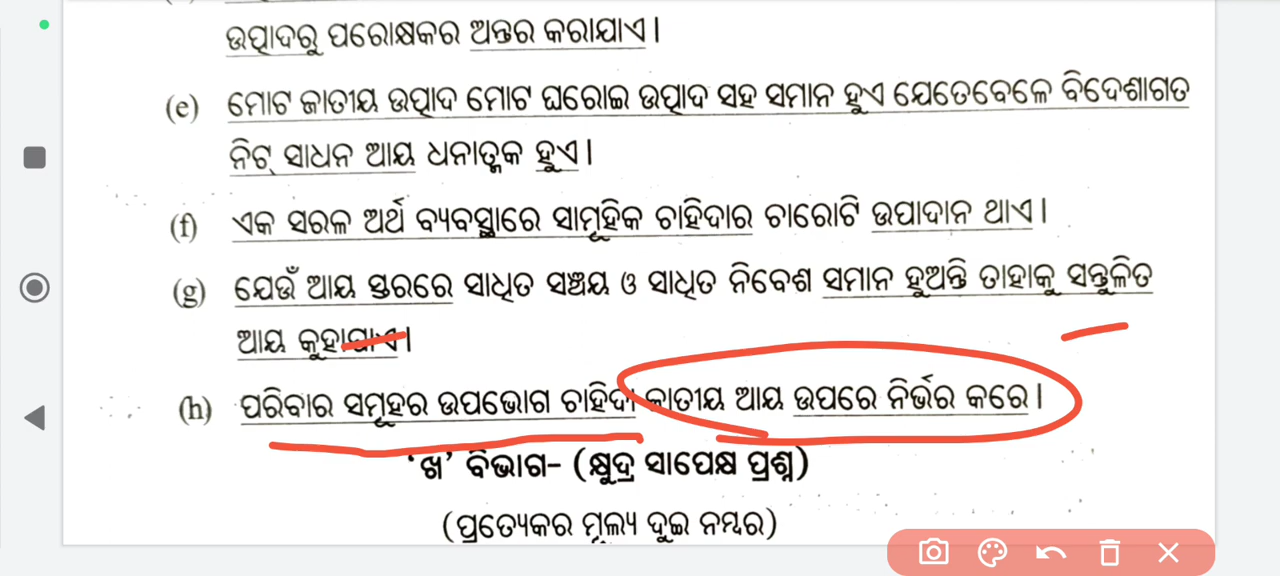 ଉତ୍ପାଦରୁ ପରୋକ୍ଷକର ଅନ୍ତର କରାଯାଏ।
(e) ମୋଟ ଜାତୀୟ ଉତ୍ପାଦ ମୋଟ ଘରୋଇ ଉତ୍ପାଦ ସହ ସମାନ ହୁଏ ଯେତେବେଳେ ବିଦେଶାଗତ
ନିଟ୍ ସାଧନ ଆୟ ଧନାତ୍ମକ ହୁଏ।
(f) ଏକ ସରଳ ଅର୍ଥ ବ୍ୟବସ୍ଥାରେ ସାମୂହିକ ଚାହିଦାର ଚାରୋଟି ଉପାଦାନ ଥାଏ।
(g) ଯେଉଁ ଆୟ ସ୍ତରରେ ସାଧିତ ସଞ୍ଚୟ ଓ ସାଧିତ ନିବେଶ ସମାନ ହୁଅନ୍ତି ତାହାକୁ ସନ୍ତୁଳିତ
ଆୟ କୁହାଯାଏ।
(h) ପରିବାର ସମୂହର ଉପଭୋଗ ଚାହିଦା ଜାତୀୟ ଆୟ ଉପରେ ନିର୍ଭର କରେ।
‘ଖ’ ବିଭାଗ- (କ୍ଷୁଦ୍ର ସାପେକ୍ଷ ପ୍ରଶ୍ନ)
(ପ୍ରତ୍ୟେକର ମୂଲ୍ୟ ଦୁଇ ନମ୍ବର)